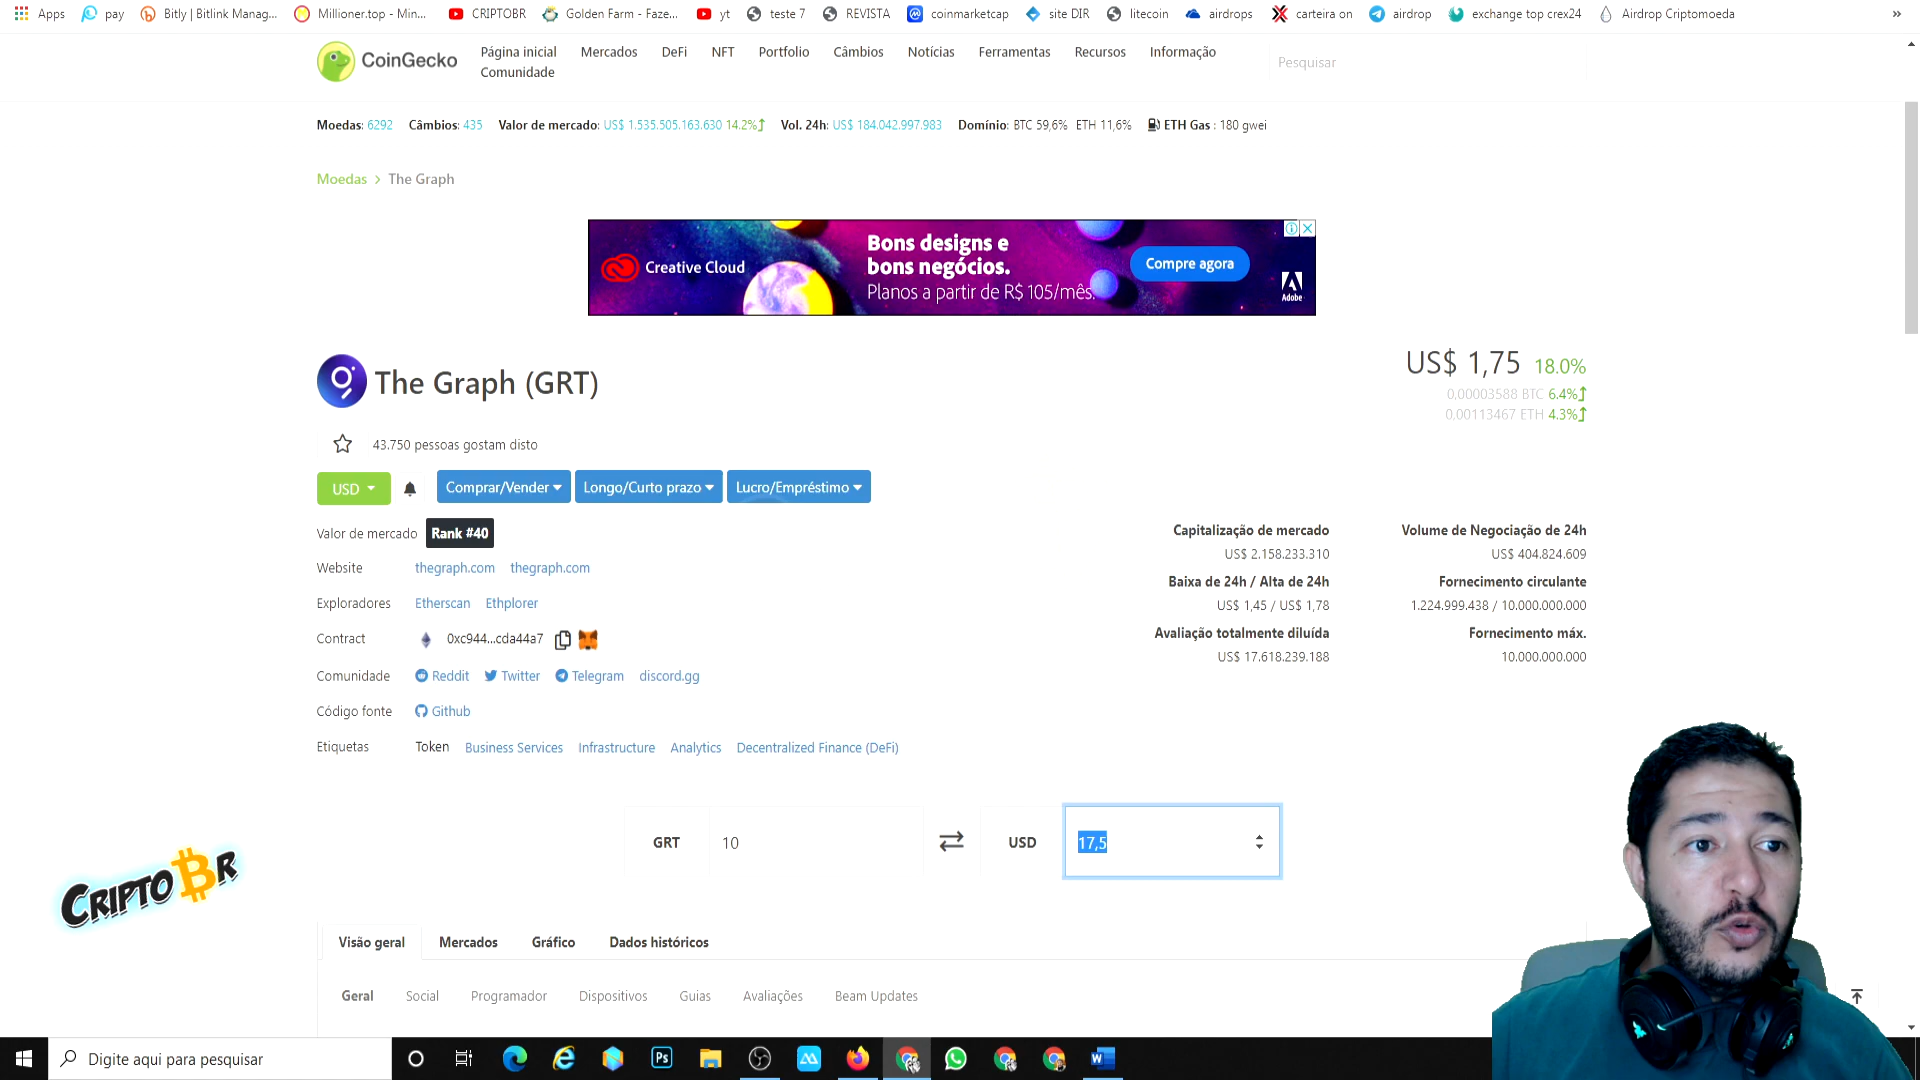 Apps pay Bitly | Bitlink Manag... Millioner.top - Min... CRIPTOBR Golden Farm - Faze... yt teste 7 REVISTA coinmarketcap site DIR litecoin airdrops carteira on airdrop exchange top crex24 Airdrop Criptomoeda »
CoinGecko
Página inicial Mercados DeFi NFT Portfolio Câmbios Notícias Ferramentas Recursos Informação
Comunidade
Pesquisar
Moedas: 6292 Câmbios: 435 Valor de mercado: US$ 1.535.505.163.630 14.2% Vol. 24h: US$ 184.042.997.983 Domínio: BTC 59,6% ETH 11,6% ETH Gas : 180 gwei
Moedas > The Graph
Creative Cloud
Bons designs e
bons negócios.
Planos a partir de R$ 105/mês.
Compre agora
Adobe
The Graph (GRT)
US$ 1,75 18.0%
0,00003588 BTC 6.4%
0,00113467 ETH 4.3%
43.750 pessoas gostam disto
USD Comprar/Vender Longo/Curto prazo Lucro/Empréstimo
Valor de mercado Rank #40
Website thegraph.com thegraph.com
Exploradores Etherscan Ethplorer
Contract 0xc944...cda44a7
Comunidade Reddit Twitter Telegram discord.gg
Código fonte Github
Etiquetas Token Business Services Infrastructure Analytics Decentralized Finance (DeFi)
Capitalização de mercado
US$ 2.158.233.310
Baixa de 24h / Alta de 24h
US$ 1,45 / US$ 1,78
Avaliação totalmente diluída
US$ 17.618.239.188
Volume de Negociação de 24h
US$ 404.824.609
Fornecimento circulante
1.224.999.438 / 10.000.000.000
Fornecimento máx.
10.000.000.000
GRT 10 USD 17,5
CRIPTOBR
Visão geral Mercados Gráfico Dados históricos
Geral Social Programador Dispositivos Guias Avaliações Beam Updates
Digite aqui para pesquisar
Ps
W